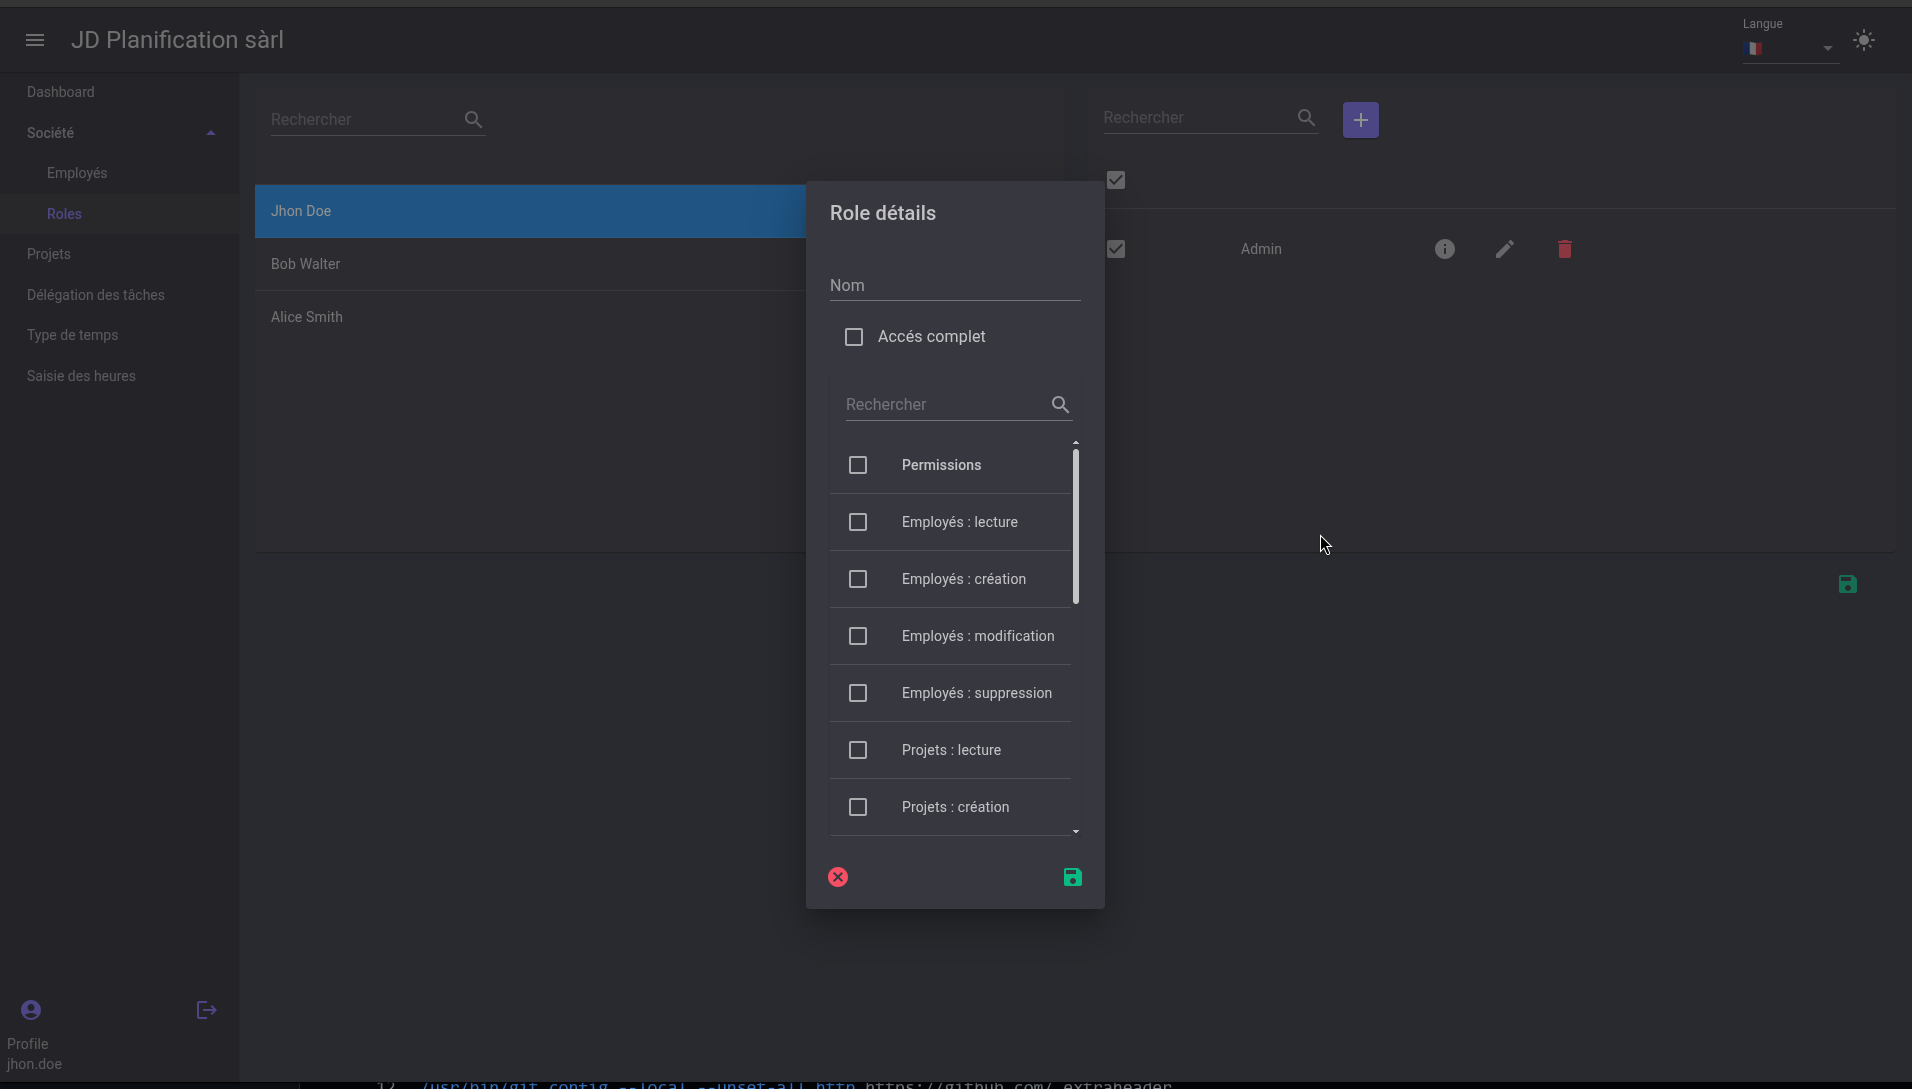 JD Planification sàrl
Langue
Dashboard
Société
Employés
Roles
Projets
Délégation des tâches
Type de temps
Saisie des heures
Profile
jhon.doe
Rechercher
Jhon Doe
Bob Walter
Alice Smith
Rechercher
Admin
Role détails
Nom
Accés complet
Rechercher
Permissions
Employés : lecture
Employés : création
Employés : modification
Employés : suppression
Projets : lecture
Projets : création
12 /usr/bin/git config --local --unset-all http.https://github.com/.extraheader